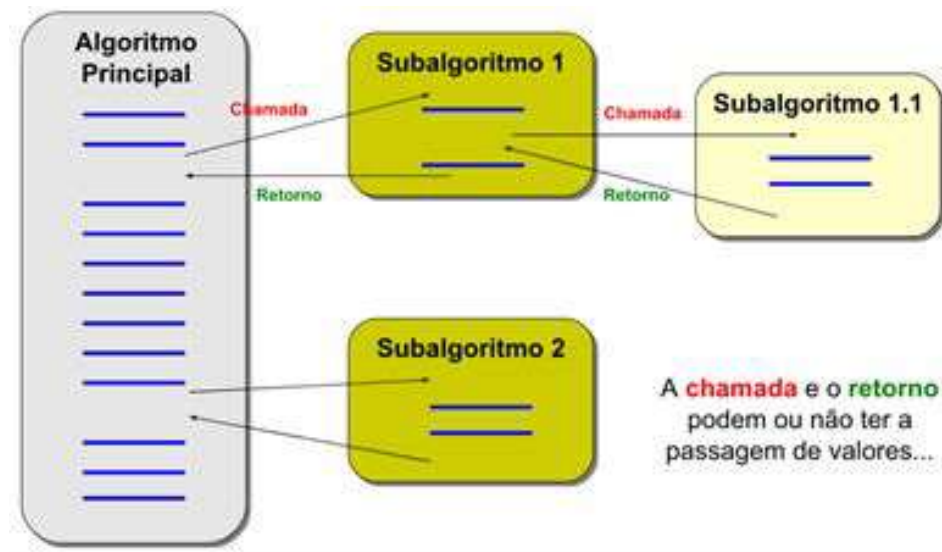 Algoritmo
Principal
Subalgoritmo 1
Subalgoritmo 1.1
Chamada
Chamada
Retorno
Retorno
Subalgoritmo 2
A chamada e o retorno
podem ou não ter a
passagem de valores...